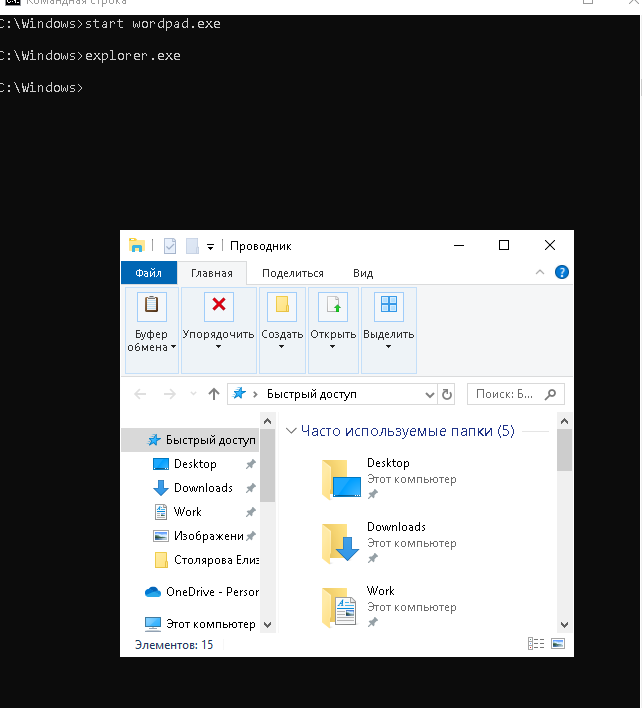 Командная строка
C:\Windows>start wordpad.exe
C:\Windows>explorer.exe
C:\Windows>
Проводник
Файл Главная Поделиться Вид
Буфер обмена
Упорядочить
Создать
Открыть
Выделить
Быстрый доступ
Поиск: Б...
Быстрый доступ
Desktop
Downloads
Work
Изображени
Столярова Елиз
OneDrive - Person
Этот компьютер
Часто используемые папки (5)
Desktop
Этот компьютер
Downloads
Этот компьютер
Work
Этот компьютер
Элементов: 15